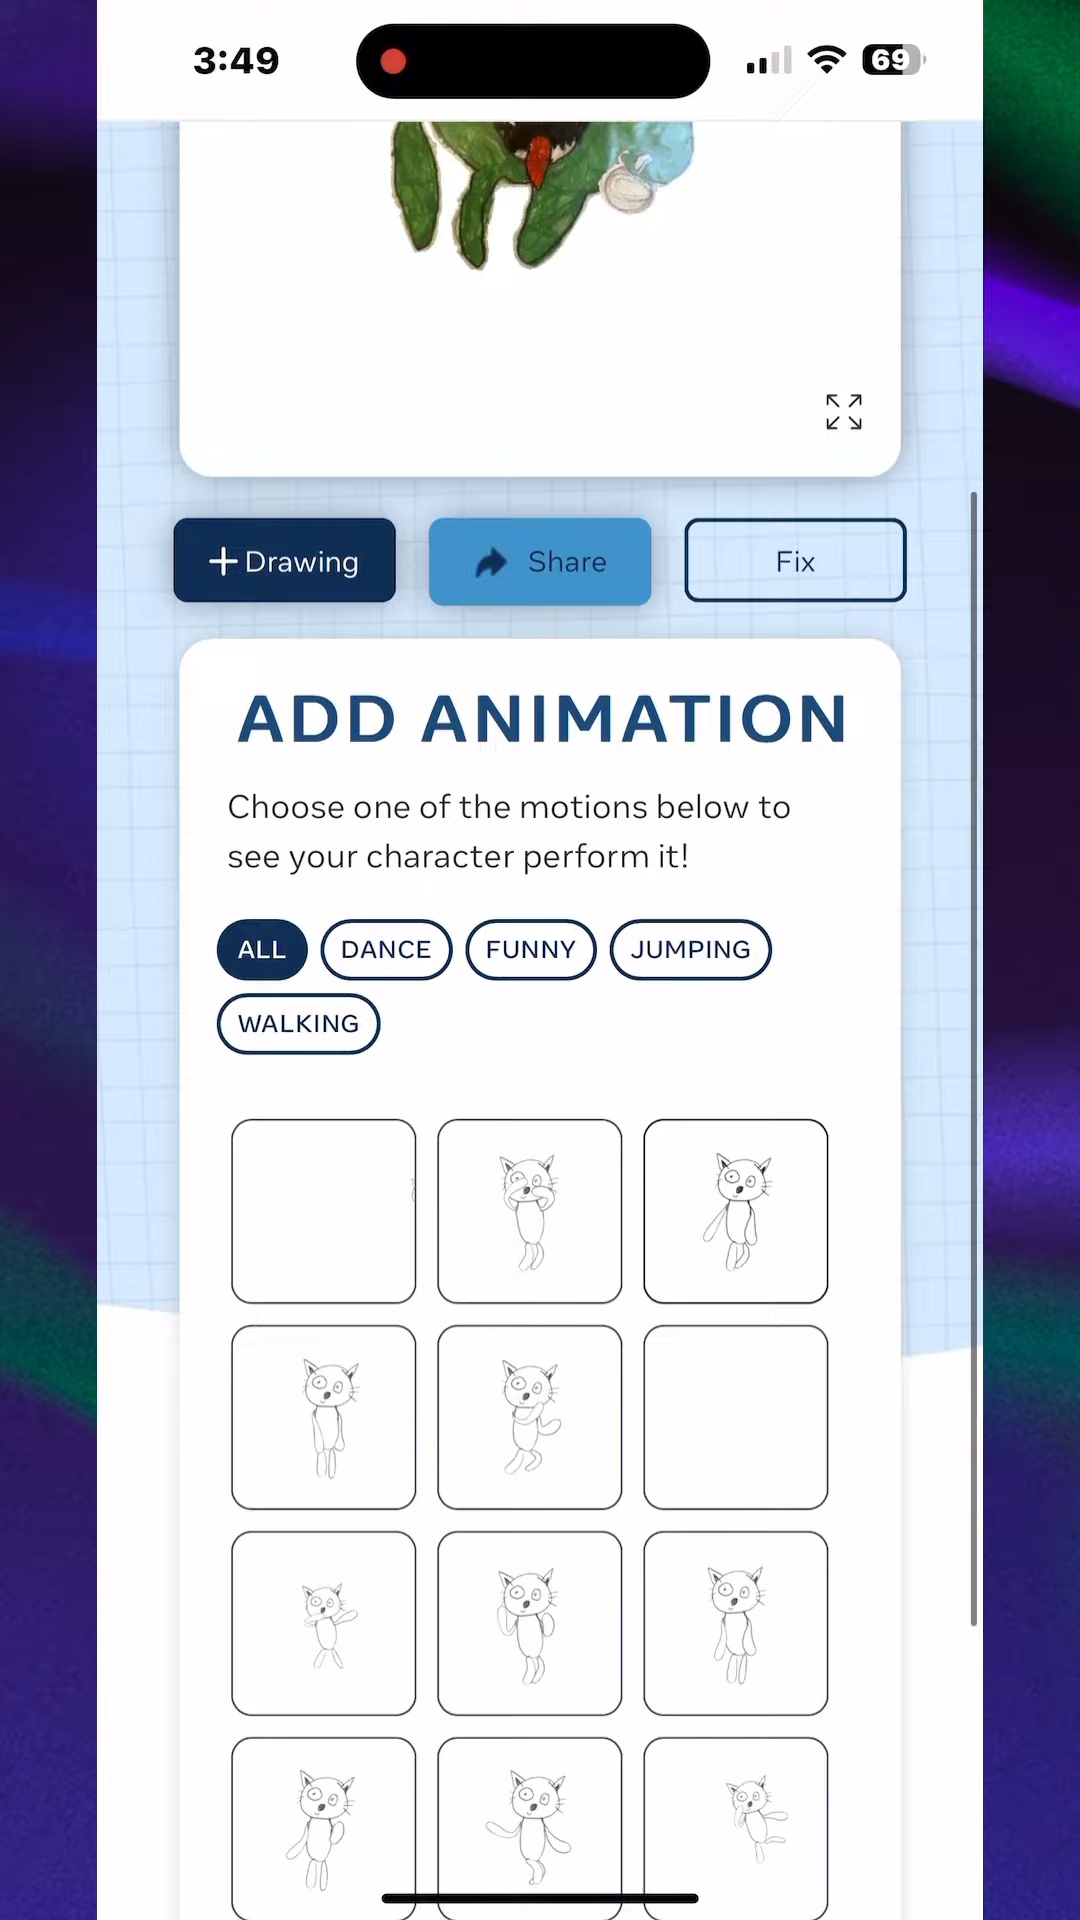 3:49
69
+ Drawing
Share
Fix
ADD ANIMATION
Choose one of the motions below to
see your character perform it!
ALL
DANCE
FUNNY
JUMPING
WALKING